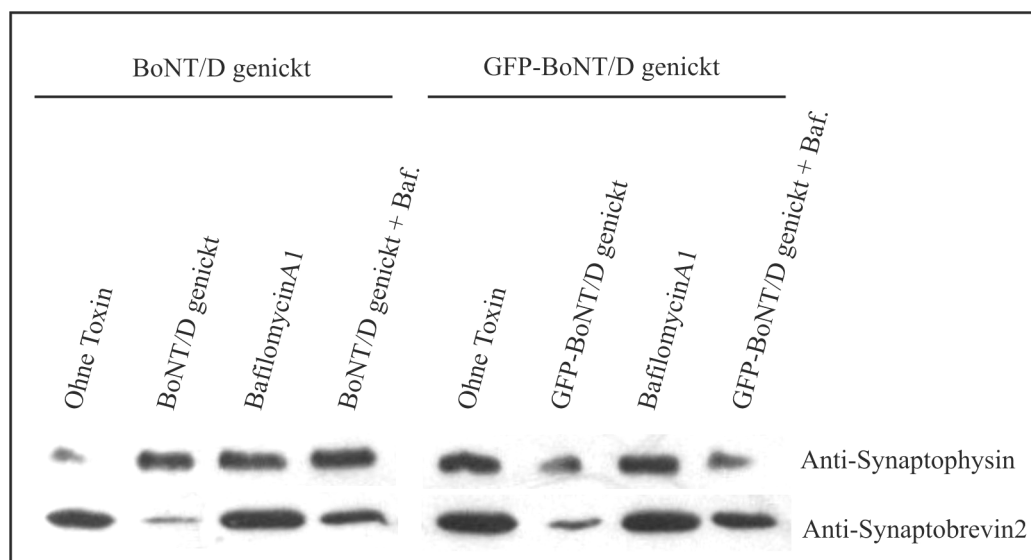 BoNT/D genickt
GFP-BoNT/D genickt
Ohne Toxin
BoNT/D genickt
BafilomycinA1
BoNT/D genickt + Baf.
Ohne Toxin
GFP-BoNT/D genickt
BafilomycinA1
GFP-BoNT/D genickt + Baf.
Anti-Synaptophysin
Anti-Synaptobrevin2